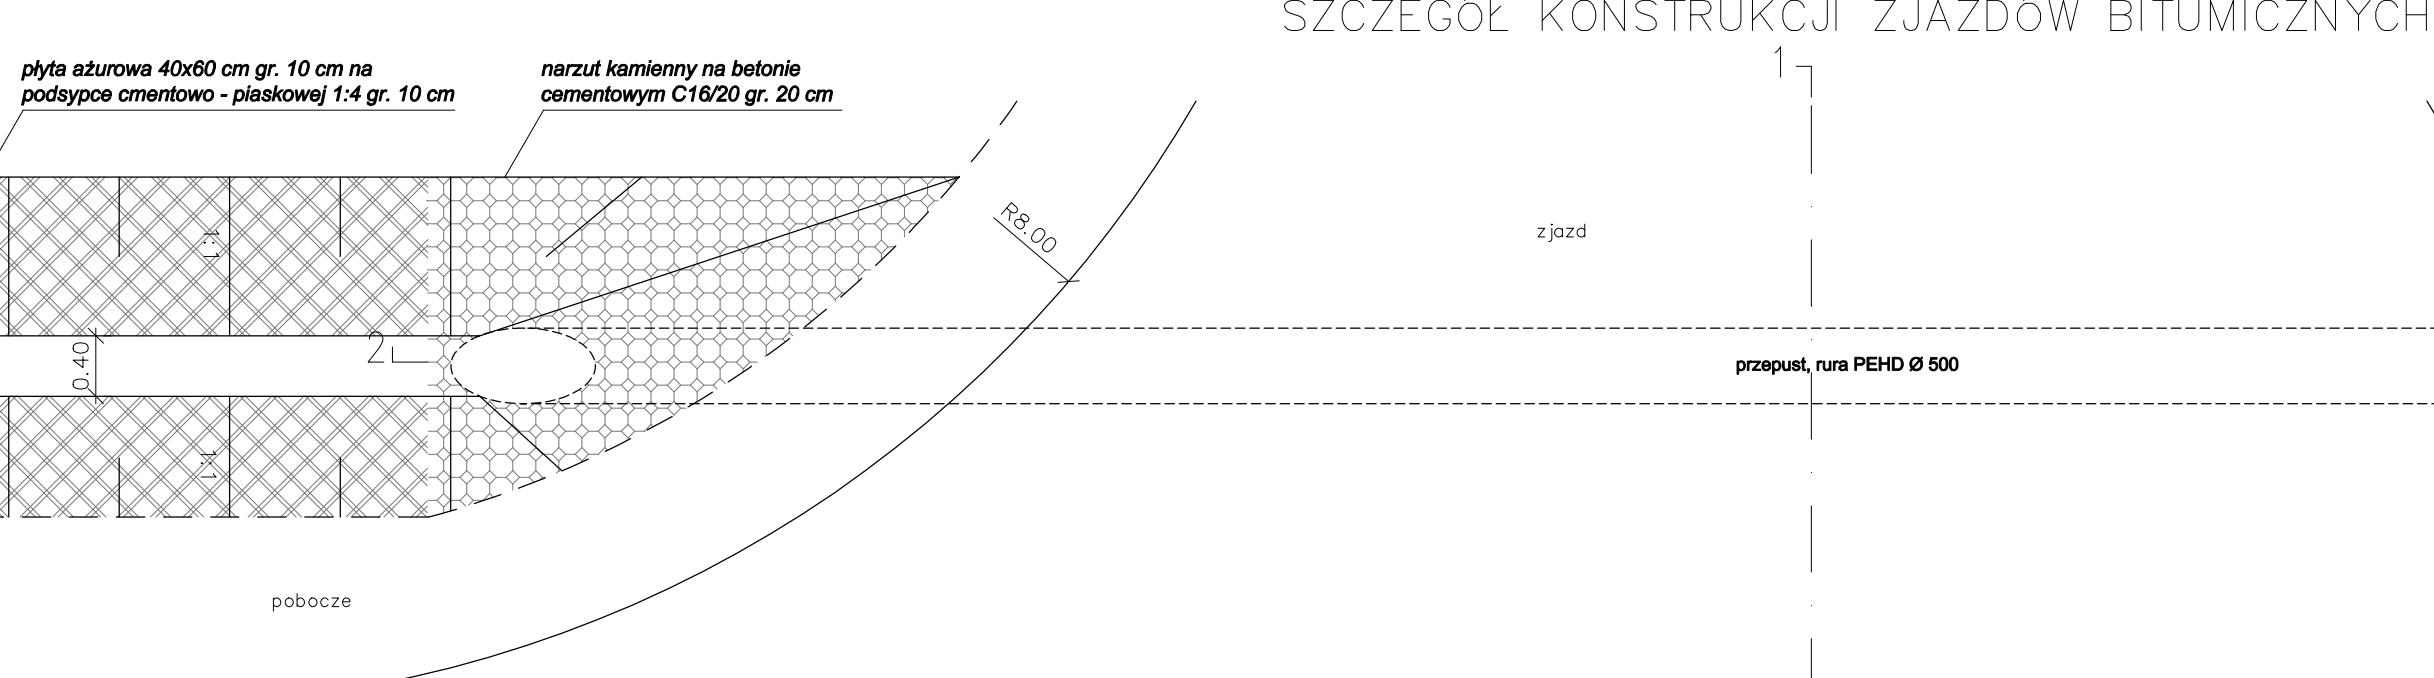 SZCZEGÓŁ KONSTRUKCJI ZJAZDÓW BITUMICZNYCH
1
płyta ażurowa 40x60 cm gr. 10 cm na
podsypce cmentowo - piaskowej 1:4 gr. 10 cm
narzut kamienny na betonie
cementowym C16/20 gr. 20 cm
R8.00
zjazd
1:1
2
0.40
przepust, rura PEHD Ø 500
1:1
pobocze